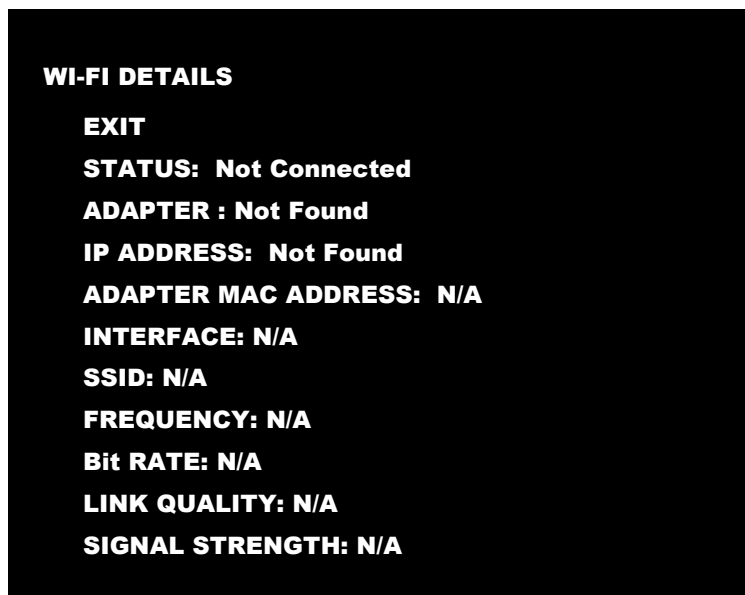 WI-FI DETAILS
EXIT
STATUS:  Not Connected
ADAPTER : Not Found
IP ADDRESS:  Not Found
ADAPTER MAC ADDRESS:  N/A
INTERFACE: N/A
SSID: N/A
FREQUENCY: N/A
Bit RATE: N/A
LINK QUALITY: N/A
SIGNAL STRENGTH: N/A